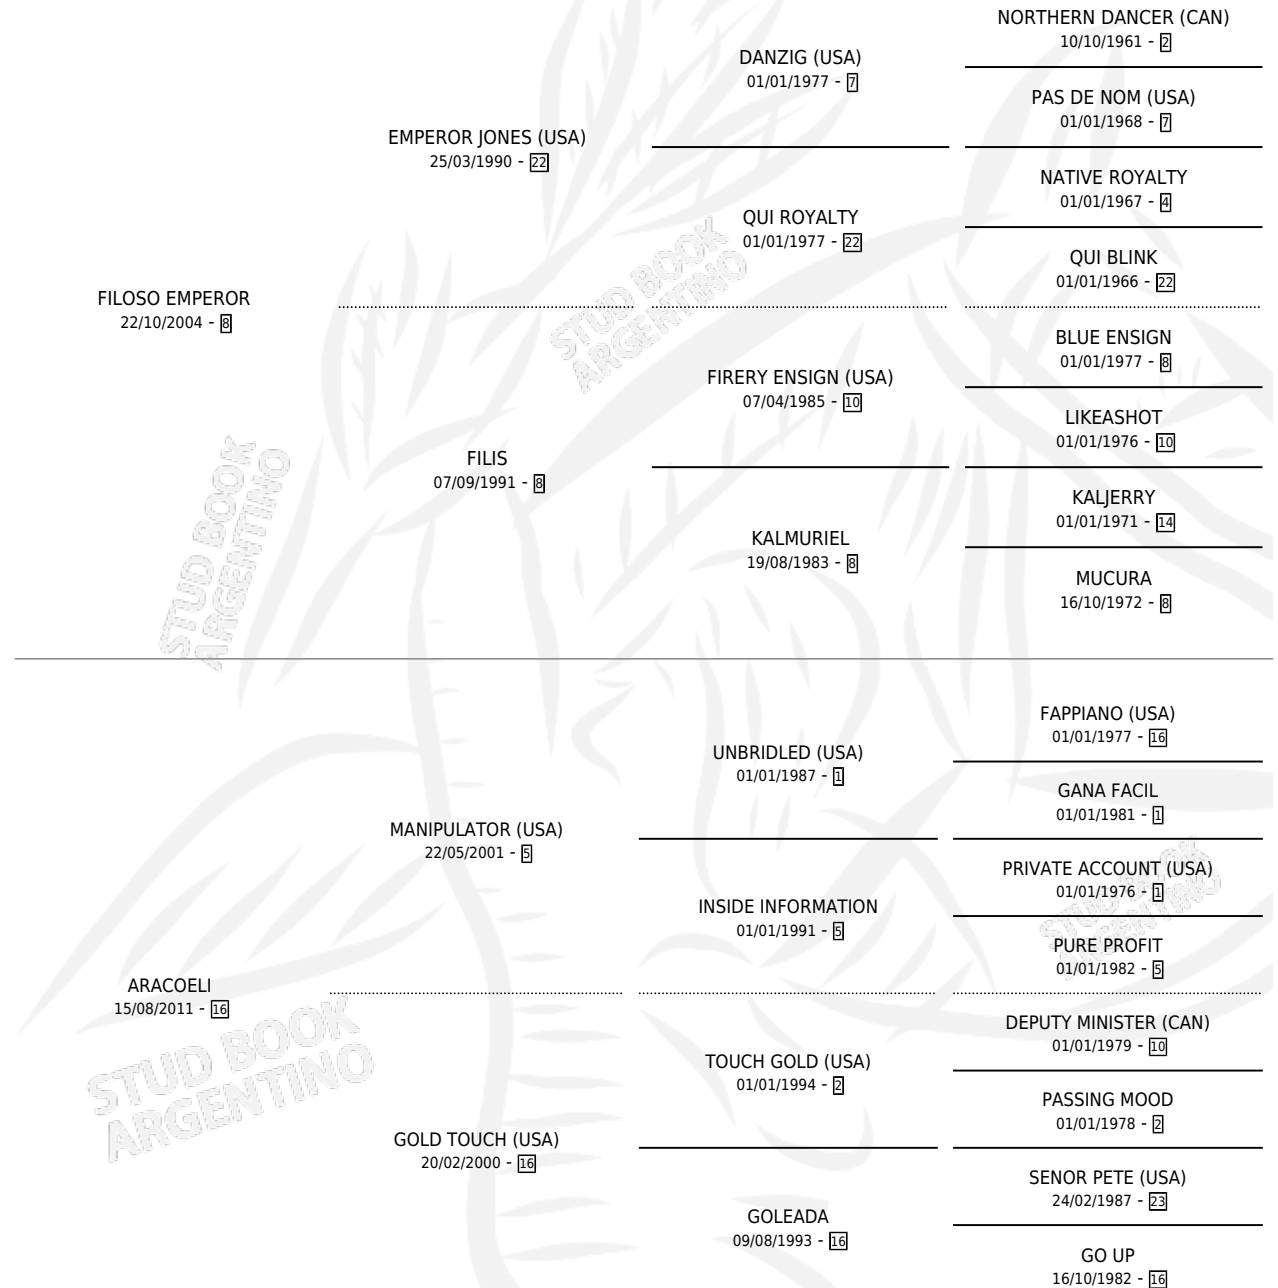 NORTHERN DANCER (CAN)
10/10/1961 - 2
DANZIG (USA)
01/01/1977 - 7
PAS DE NOM (USA)
01/01/1968 - 7
EMPEROR JONES (USA)
25/03/1990 - 22
NATIVE ROYALTY
01/01/1967 - 4
QUI ROYALTY
01/01/1977 - 22
QUI BLINK
01/01/1966 - 22
FILOSO EMPEROR
22/10/2004 - 8
BLUE ENSIGN
01/01/1977 - 8
FIRERY ENSIGN (USA)
07/04/1985 - 10
LIKEASHOT
01/01/1976 - 10
FILIS
07/09/1991 - 8
KALJERRY
01/01/1971 - 14
KALMURIEL
19/08/1983 - 8
MUCURA
16/10/1972 - 8
STUD BOOK
ARGENTINO
STUD BOOK
ARGENTINO
FAPPIANO (USA)
01/01/1977 - 16
UNBRIDLED (USA)
01/01/1987 - 1
GANA FACIL
01/01/1981 - 1
MANIPULATOR (USA)
22/05/2001 - 5
PRIVATE ACCOUNT (USA)
01/01/1976 - 1
INSIDE INFORMATION
01/01/1991 - 5
PURE PROFIT
01/01/1982 - 5
ARACOELI
15/08/2011 - 16
DEPUTY MINISTER (CAN)
01/01/1979 - 10
TOUCH GOLD (USA)
01/01/1994 - 2
PASSING MOOD
01/01/1978 - 2
GOLD TOUCH (USA)
20/02/2000 - 16
SENOR PETE (USA)
24/02/1987 - 23
GOLEADA
09/08/1993 - 16
GO UP
16/10/1982 - 16
STUD BOOK
ARGENTINO
STUD BOOK
ARGENTINO